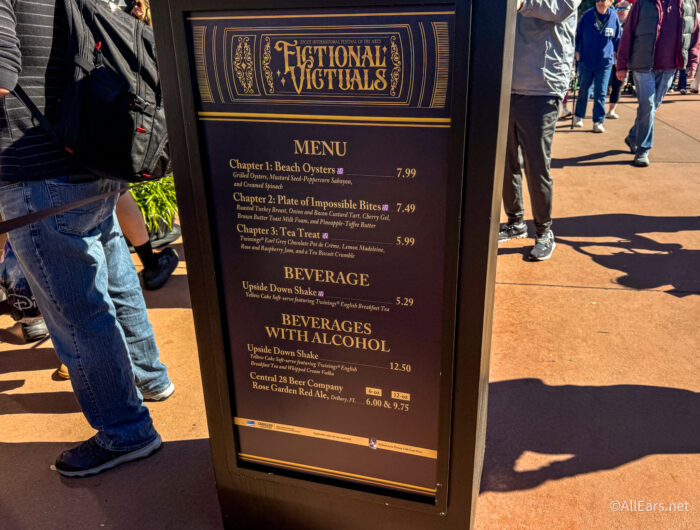 EPCOT INTERNATIONAL FESTIVAL OF THE ARTS
FICTIONAL
VICTUALS
MENU
Chapter 1: Beach Oysters 7.99
Grilled Oysters, Mustard Seed-Peppercorn Sabayon,
and Creamed Spinach
Chapter 2: Plate of Impossible Bites 7.49
Roasted Turkey Breast, Onion and Bacon Custard Tart, Cherry Gel,
Brown Butter Toast Milk Foam, and Pineapple-Toffee Butter
Chapter 3: Tea Treat 5.99
Twinings® Earl Grey Chocolate Pot de Crème, Lemon Madeleine,
Rose and Raspberry Jam, and a Tea Biscuit Crumble
BEVERAGE
Upside Down Shake 5.29
Yellow Cake Soft-serve featuring Twinings® English Breakfast Tea
BEVERAGES
WITH ALCOHOL
Upside Down Shake 12.50
Yellow Cake Soft-serve featuring Twinings® English
Breakfast Tea and Whipped Cream Vodka
Central 28 Beer Company 6 oz. 12 oz.
Rose Garden Red Ale, DeBary, FL 6.00 & 9.75
©AllEars.net